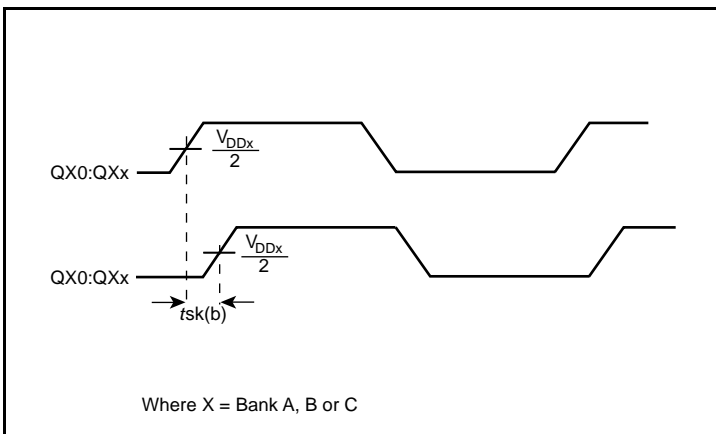 V_DDx
2
QX0:QXx
V_DDx
2
QX0:QXx
tsk(b)
Where X = Bank A, B or C